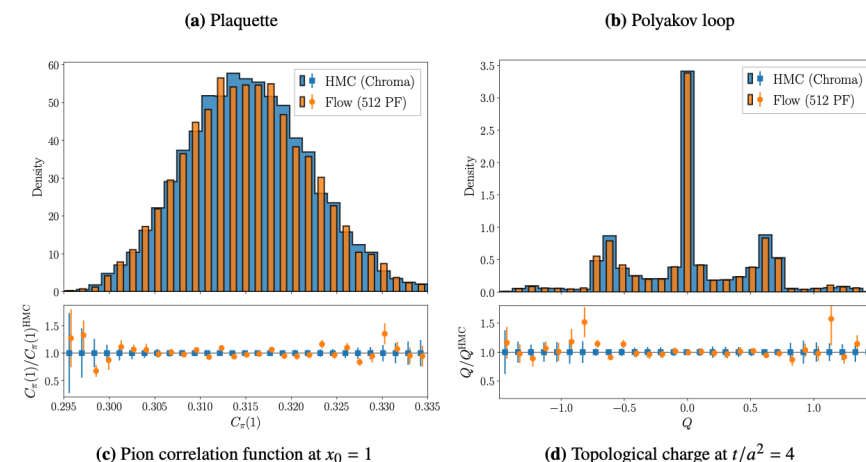 (a) Plaquette
(b) Polyakov loop
60
50
40
30
20
10
0
Density
HMC (Chroma)
Flow (512 PF)
1.5
1.0
0.5
C_π(1)/C_π(1)^HMC
0.295 0.300 0.305 0.310 0.315 0.320 0.325 0.330 0.335
C_π(1)
(c) Pion correlation function at x₀ = 1
3.5
3.0
2.5
2.0
1.5
1.0
0.5
0.0
Density
HMC (Chroma)
Flow (512 PF)
1.5
1.0
0.5
Q/Q^HMC
−1.0 −0.5 0.0 0.5 1.0
Q
(d) Topological charge at t/a² = 4